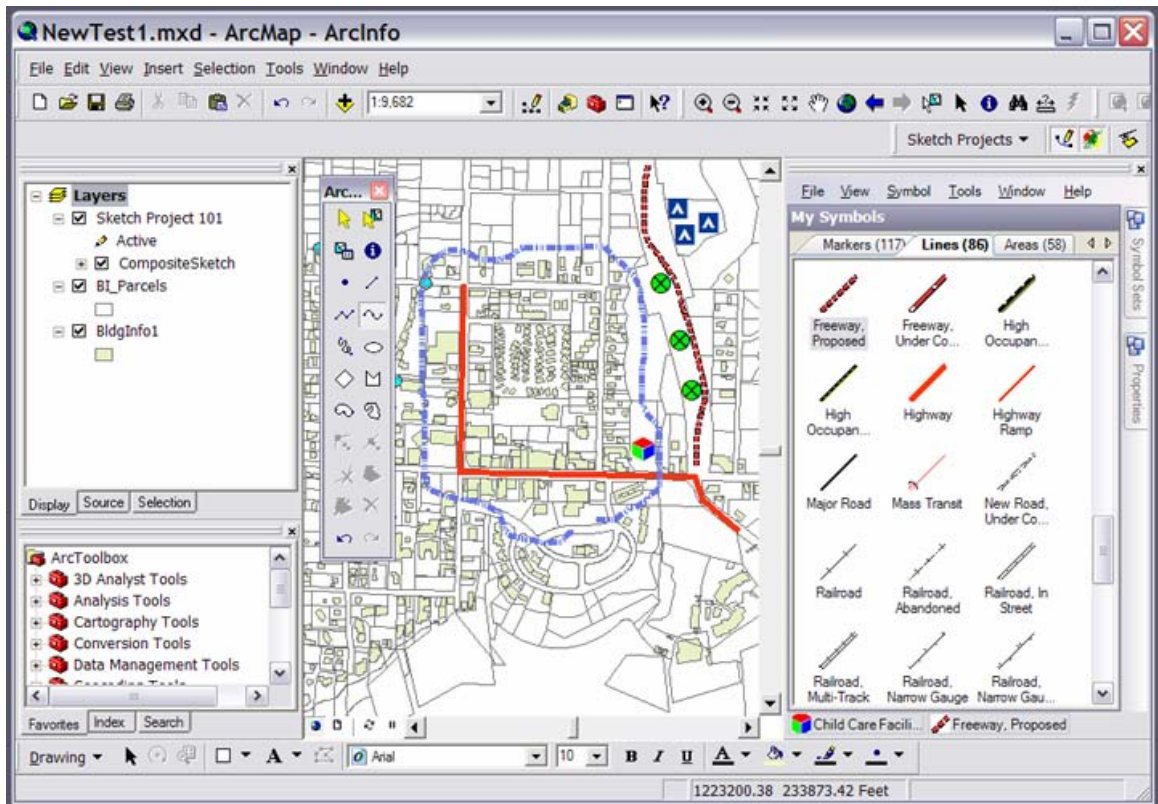 NewTest1.mxd - ArcMap - ArcInfo
File Edit View Insert Selection Tools Window Help
1:9,682
Sketch Projects
Layers
Sketch Project 101
Active
CompositeSketch
BI_Parcels
BldgInfo1
Display Source Selection
ArcToolbox
3D Analyst Tools
Analysis Tools
Cartography Tools
Conversion Tools
Data Management Tools
Favorites Index Search
Arc...
File View Symbol Tools Window Help
My Symbols
Markers (117) Lines (86) Areas (58)
Freeway, Proposed
Freeway, Under Co...
High Occupan...
High Occupan...
Highway
Highway Ramp
Major Road
Mass Transit
New Road, Under Co...
Railroad
Railroad, Abandoned
Railroad, In Street
Railroad, Multi-Track
Railroad, Narrow Gauge
Railroad, Narrow Gau...
Child Care Facili... Freeway, Proposed
Symbol Sets
Properties
Drawing A Arial 10 B I U A
1223200.38 233873.42 Feet